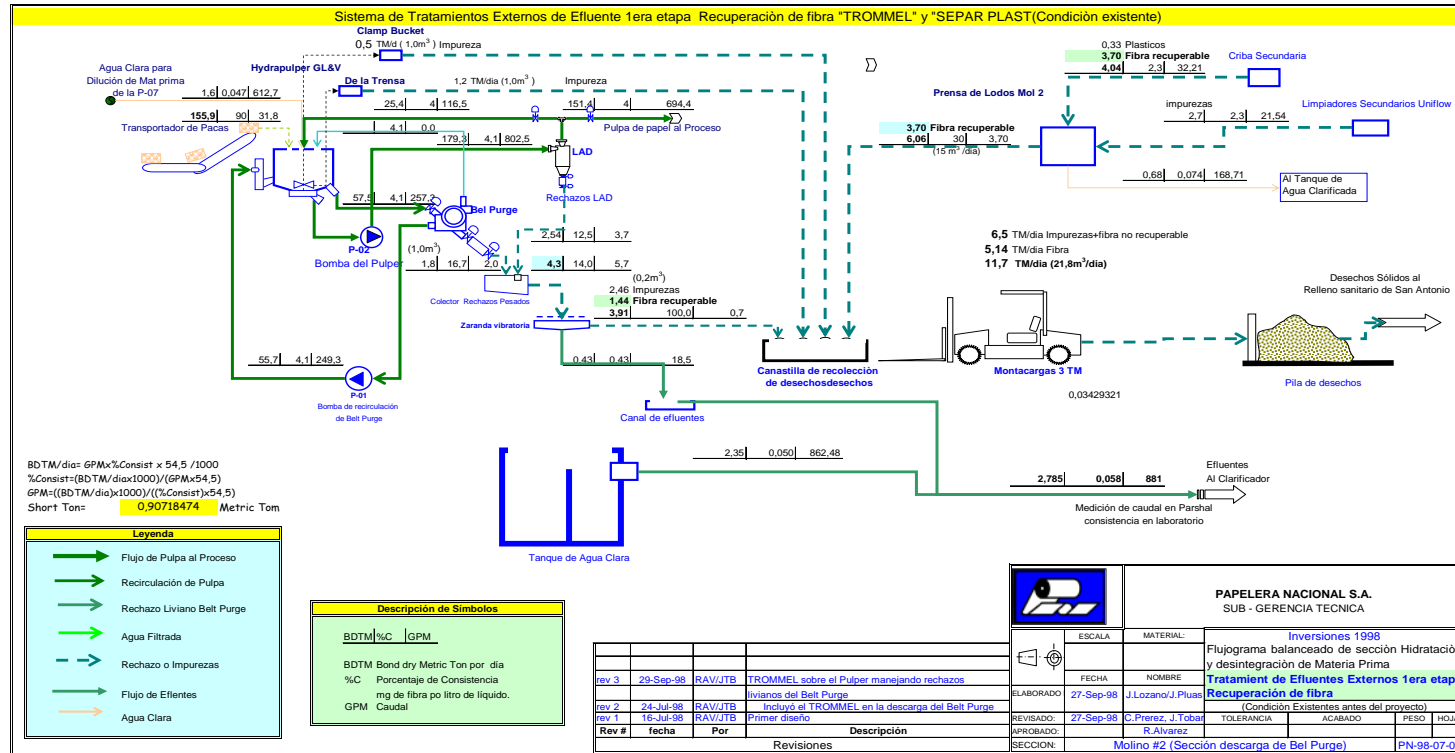 Sistema de Tratamientos Externos de Efluente 1era etapa Recuperaciòn de fibra "TROMMEL" y "SEPAR PLAST(Condiciòn existente)
Clamp Bucket
0,5 TM/d ( 1,0m³ ) Impureza
Agua Clara para
Dilución de Mat prima
de la P-07
1,6 0,047 612,7
Hydrapulper GL&V
De la Trensa
1,2 TM/dia (1,0m³ )
Impureza
155,9 90 31,8
Transportador de Pacas
25,4 4 116,5
151,4 4 694,4
Pulpa de papel al Proceso
4,1 0,0
179,3 4,1 802,5
LAD
Rechazos LAD
57,5 4,1 257,3
Bel Purge
P-02
Bomba del Pulper
(1,0m³)
1,8 16,7 2,0
2,54 12,5 3,7
4,3 14,0 5,7
Colector Rechazos Pesados
(0,2m³)
2,46 Impurezas
1,44 Fibra recuperable
3,91 100,0 0,7
Zaranda vibratoria
0,43 0,43 18,5
55,7 4,1 249,3
P-01
Bomba de recirculación
de Belt Purge
Canal de efluentes
Canastilla de recolecciòn
de desechosdesechos
0,33 Plasticos
3,70 Fibra recuperable
4,04 2,3 32,21
Criba Secundaria
Prensa de Lodos Mol 2
impurezas
2,7 2,3 21,54
Limpiadores Secundarios Uniflow
3,70 Fibra recuperable
6,06 30 3,70
(15 m³ /dia)
0,68 0,074 168,71
Al Tanque de
Agua Clarificada
6,5 TM/dia Impurezas+fibra no recuperable
5,14 TM/dia Fibra
11,7 TM/dia (21,8m³/dia)
Montacargas 3 TM
0,03429321
Desechos Sólidos al
Relleno sanitario de San Antonio
Pila de desechos
2,35 0,050 862,48
Tanque de Agua Clara
2,785 0,058 881
Efluentes
Al Clarificador
Medición de caudal en Parshal
consistencia en laboratorio
BDTM/dia= GPMx%Consist x 54,5 /1000
%Consist=(BDTM/diax1000)/(GPMx54,5)
GPM=((BDTM/dia)x1000)/((%Consist)x54,5)
Short Ton= 0,90718474 Metric Tom
Leyenda
Flujo de Pulpa al Proceso
Recirculación de Pulpa
Rechazo Liviano Belt Purge
Agua Filtrada
Rechazo o Impurezas
Flujo de Eflentes
Agua Clara
Descripción de Símbolos
BDTM %C GPM
BDTM Bond dry Metric Ton por día
%C Porcentaje de Consistencia
mg de fibra po litro de líquido.
GPM Caudal
rev 3 29-Sep-98 RAV/JTB TROMMEL sobre el Pulper manejando rechazos
livianos del Belt Purge
rev 2 24-Jul-98 RAV/JTB Incluyó el TROMMEL en la descarga del Belt Purge
rev 1 16-Jul-98 RAV/JTB Primer diseño
Rev # fecha Por Descripción
Revisiones
PAPELERA NACIONAL S.A.
SUB - GERENCIA TECNICA
ESCALA MATERIAL:
Inversiones 1998
Flujograma balanceado de secciòn Hidrataciò
y desintegraciòn de Materia Prima
FECHA NOMBRE
Tratamient de Efluentes Externos 1era etap
ELABORADO 27-Sep-98 J.Lozano/J.Pluas
Recuperación de fibra
(Condiciòn Existentes antes del proyecto)
REVISADO: 27-Sep-98 C.Prerez, J.Tobar
TOLERANCIA ACABADO PESO HOJ
APROBADO: R.Alvarez
SECCION: Molino #2 (Sección descarga de Bel Purge) PN-98-07-0